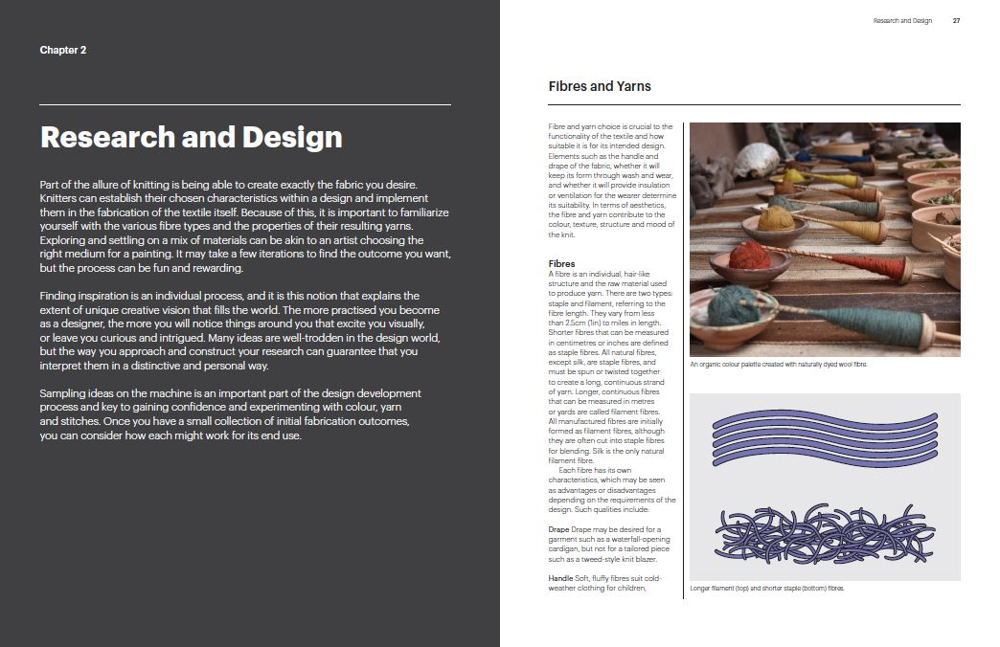 Chapter 2
Research and Design
Part of the allure of knitting is being able to create exactly the fabric you desire.
Knitters can establish their chosen characteristics within a design and implement
them in the fabrication of the textile itself. Because of this, it is important to familiarize
yourself with the various fibre types and the properties of their resulting yarns.
Exploring and settling on a mix of materials can be akin to an artist choosing the
right medium for a painting. It may take a few iterations to find the outcome you want,
but the process can be fun and rewarding.
Finding inspiration is an individual process, and it is this notion that explains the
extent of unique creative vision that fills the world. The more practised you become
as a designer, the more you will notice things around you that excite you visually,
or leave you curious and intrigued. Many ideas are well-trodden in the design world,
but the way you approach and construct your research can guarantee that you
interpret them in a distinctive and personal way.
Sampling ideas on the machine is an important part of the design development
process and key to gaining confidence and experimenting with colour, yarn
and stitches. Once you have a small collection of initial fabrication outcomes,
you can consider how each might work for its end use.
Research and Design 27
Fibres and Yarns
Fibre and yarn choice is crucial to the
functionality of the textile and how
suitable it is for its intended design.
Elements such as the handle and
drape of the fabric, whether it will
keep its form through wash and wear,
and whether it will provide insulation
or ventilation for the wearer determine
its suitability. In terms of aesthetics,
the fibre and yarn contribute to the
colour, texture, structure and mood of
the knit.
Fibres
A fibre is an individual, hair-like
structure and the raw material used
to produce yarn. There are two types:
staple and filament, referring to the
fibre length. They vary from less
than 2.5cm (1in) to miles in length.
Shorter fibres that can be measured
in centimetres or inches are defined
as staple fibres. All natural fibres,
except silk, are staple fibres, and
must be spun or twisted together
to create a long, continuous strand
of yarn. Longer, continuous fibres
that can be measured in metres
or yards are called filament fibres.
All manufactured fibres are initially
formed as filament fibres, although
they are often cut into staple fibres
for blending. Silk is the only natural
filament fibre.
Each fibre has its own
characteristics, which may be seen
as advantages or disadvantages
depending on the requirements of the
design. Such qualities include:
Drape Drape may be desired for a
garment such as a waterfall-opening
cardigan, but not for a tailored piece
such as a tweed-style knit blazer.
Handle Soft, fluffy fibres suit cold-
weather clothing for children,
An organic colour palette created with naturally dyed wool fibre.
Longer filament (top) and shorter staple (bottom) fibres.